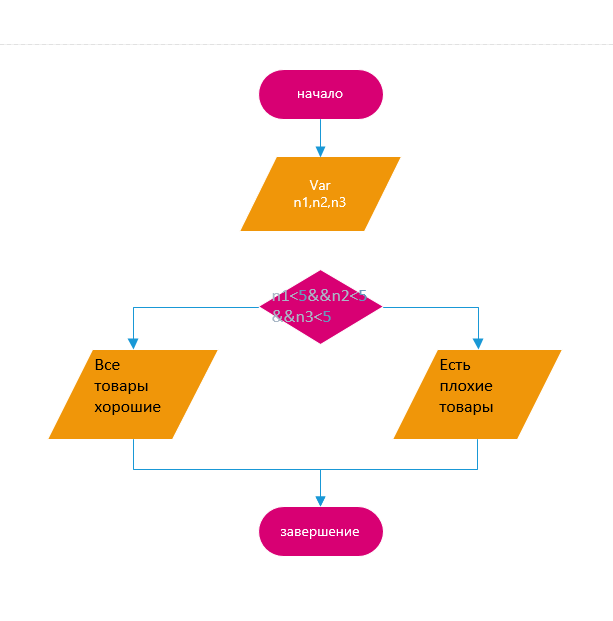 начало
Var
n1,n2,n3
n1<5&&n2<5
&&n3<5
Все
товары
хорошие
Есть
плохие
товары
завершение